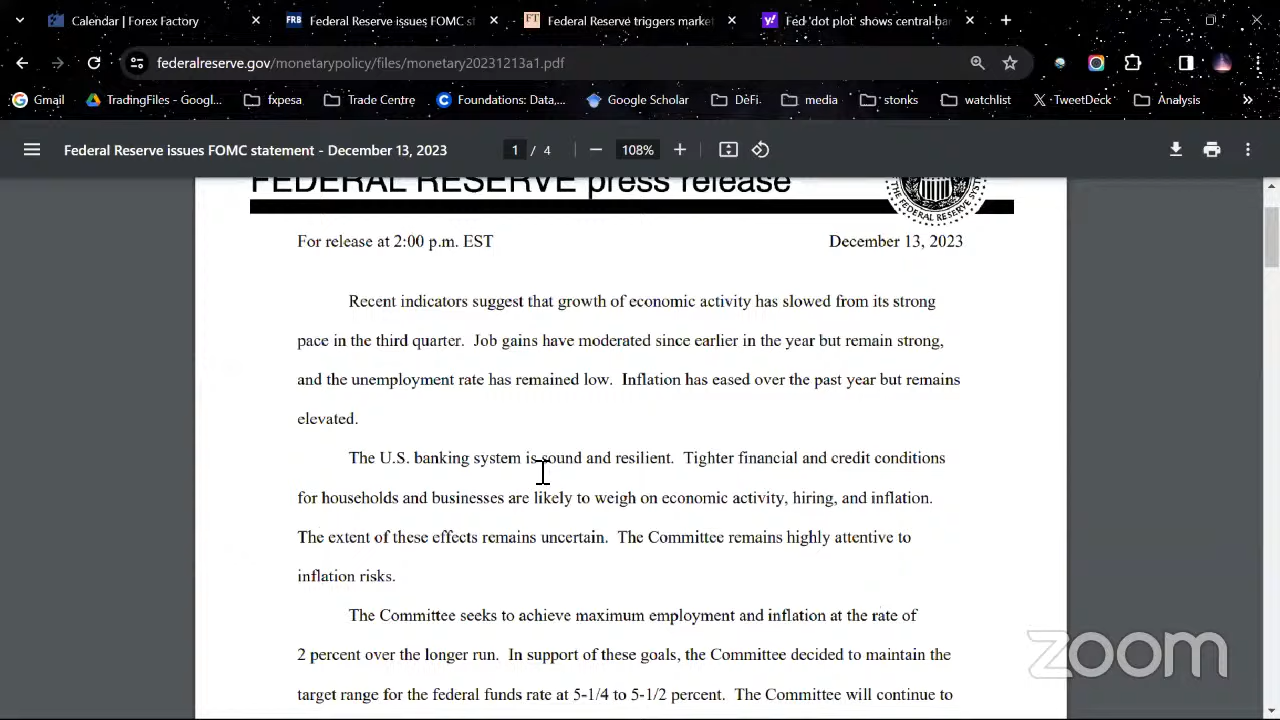 Calendar | Forex Factory
FRB Federal Reserve issues FOMC st
FT Federal Reserve triggers market
y! Fed 'dot plot' shows central ba
federalreserve.gov/monetarypolicy/files/monetary20231213a1.pdf
Gmail TradingFiles - Googl... fxpesa Trade Centre Foundations: Data,... Google Scholar DeFi media stonks watchlist TweetDeck Analysis
Federal Reserve issues FOMC statement - December 13, 2023 1 / 4 108%
FEDERAL RESERVE press release
THE FEDERAL RESERVE
For release at 2:00 p.m. EST December 13, 2023
Recent indicators suggest that growth of economic activity has slowed from its strong
pace in the third quarter. Job gains have moderated since earlier in the year but remain strong,
and the unemployment rate has remained low. Inflation has eased over the past year but remains
elevated.
The U.S. banking system is sound and resilient. Tighter financial and credit conditions
for households and businesses are likely to weigh on economic activity, hiring, and inflation.
The extent of these effects remains uncertain. The Committee remains highly attentive to
inflation risks.
The Committee seeks to achieve maximum employment and inflation at the rate of
2 percent over the longer run. In support of these goals, the Committee decided to maintain the
target range for the federal funds rate at 5-1/4 to 5-1/2 percent. The Committee will continue to
zoom